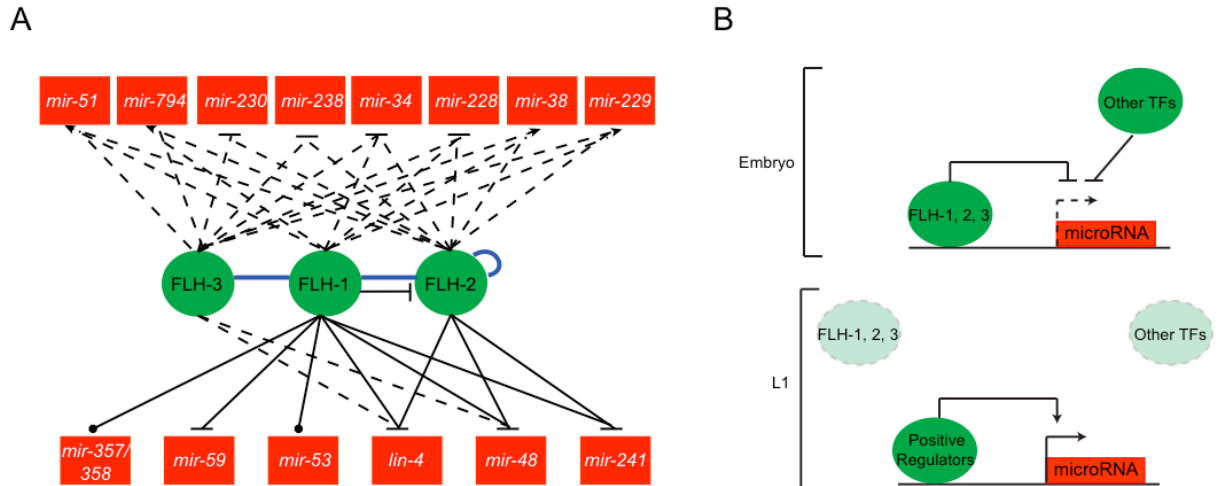 A
mir-51 mir-794 mir-230 mir-238 mir-34 mir-228 mir-38 mir-229
FLH-3 FLH-1 FLH-2
mir-357/
358
mir-59 mir-53 lin-4 mir-48 mir-241
B
Embryo
Other TFs
FLH-1, 2, 3
microRNA
L1
FLH-1, 2, 3
Other TFs
Positive
Regulators
microRNA